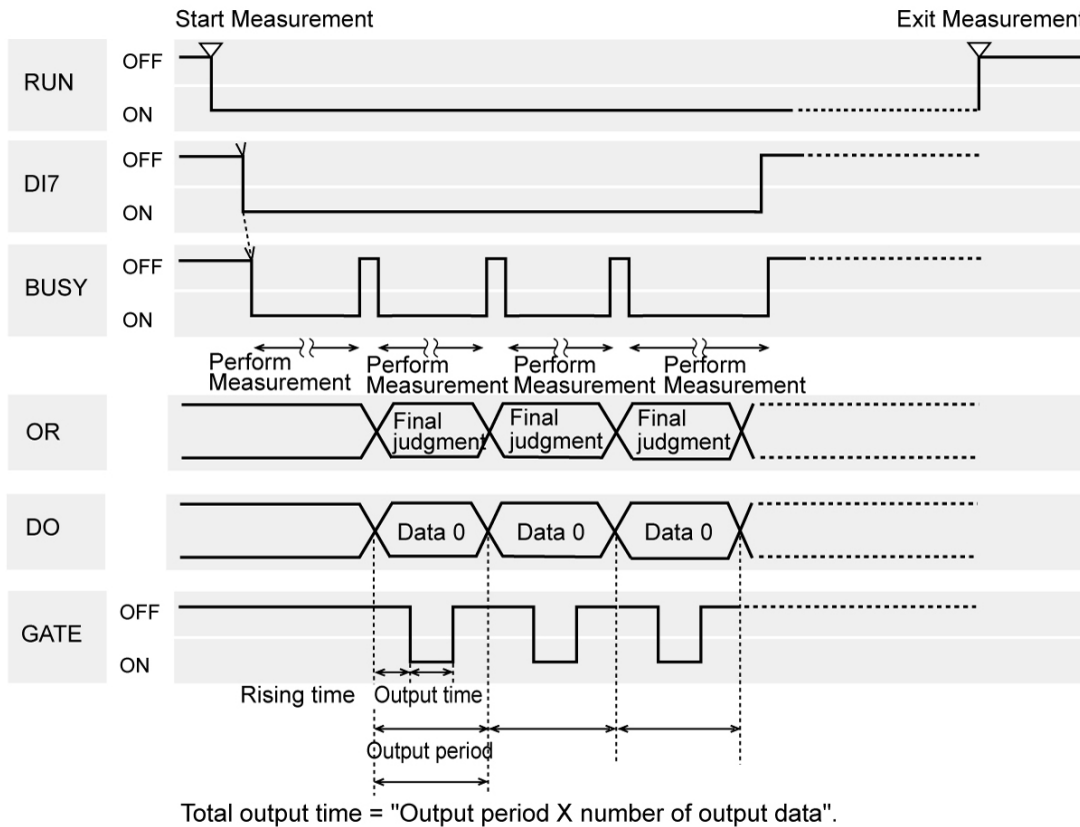 Start Measurement
Exit Measurement
RUN
OFF
ON
DI7
OFF
ON
BUSY
OFF
ON
Perform
Measurement
Perform
Measurement
Perform
Measurement
Perform
Measurement
OR
Final
judgment
Final
judgment
Final
judgment
DO
Data 0
Data 0
Data 0
GATE
OFF
ON
Rising time
Output time
Output period
Total output time = "Output period X number of output data".